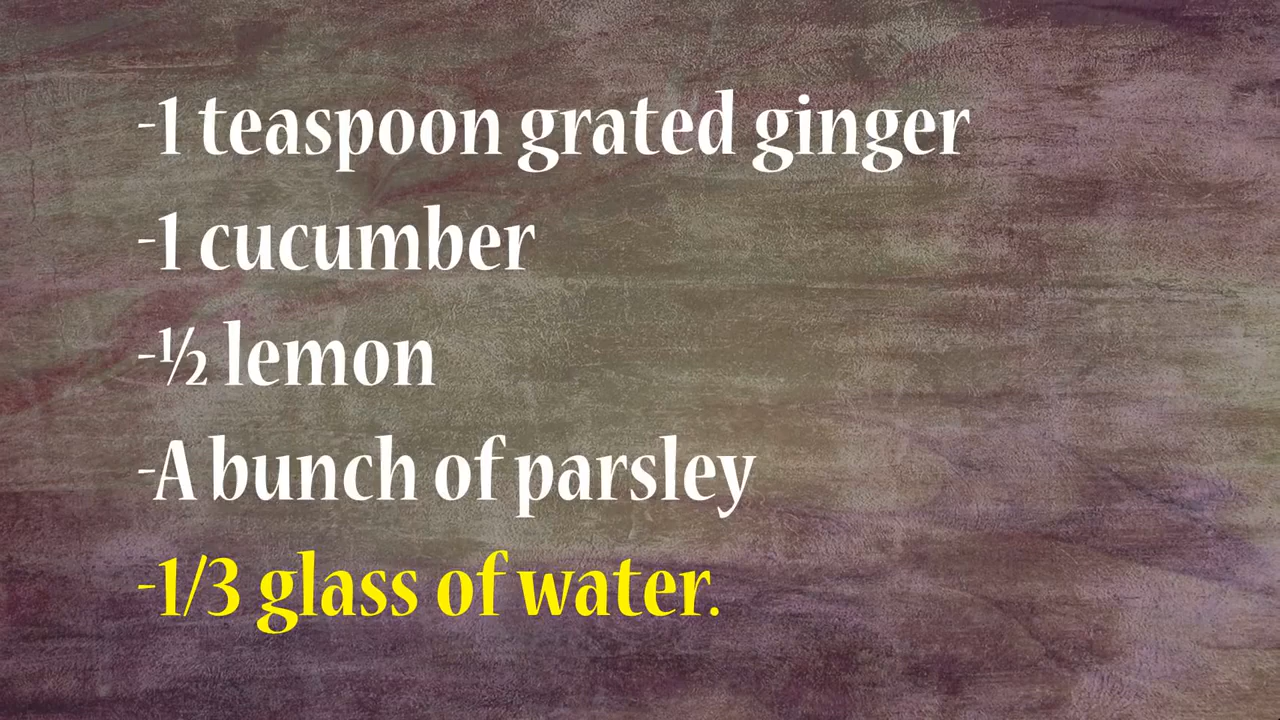 -1 teaspoon grated ginger
-1 cucumber
-½ lemon
-A bunch of parsley
-1/3 glass of water.